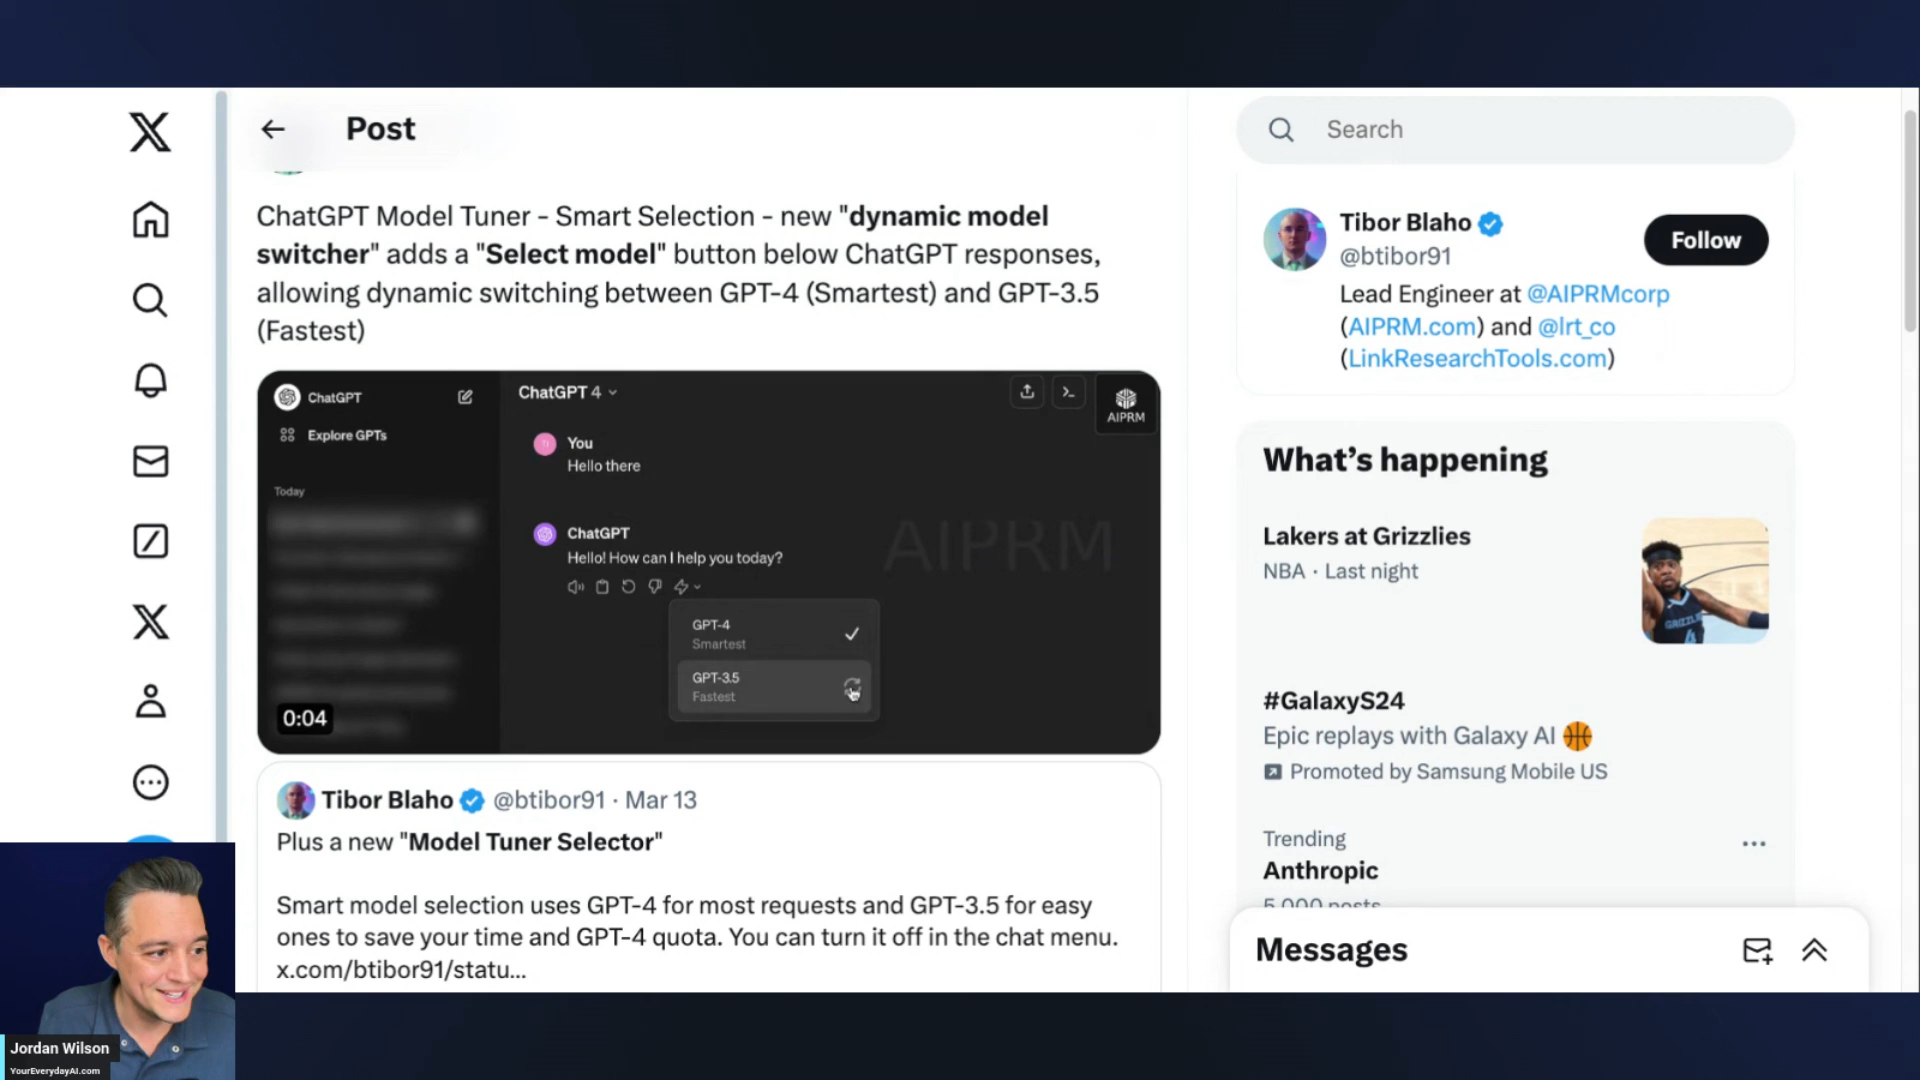 Post
ChatGPT Model Tuner - Smart Selection - new "dynamic model
switcher" adds a "Select model" button below ChatGPT responses,
allowing dynamic switching between GPT-4 (Smartest) and GPT-3.5
(Fastest)
ChatGPT
Explore GPTs
Today
0:04
ChatGPT 4
AIPRM
You
Hello there
ChatGPT
Hello! How can I help you today?
AIPRM
GPT-4
Smartest
GPT-3.5
Fastest
Tibor Blaho @btibor91 · Mar 13
Plus a new "Model Tuner Selector"
Smart model selection uses GPT-4 for most requests and GPT-3.5 for easy
ones to save your time and GPT-4 quota. You can turn it off in the chat menu.
x.com/btibor91/statu...
Search
Tibor Blaho
@btibor91
Follow
Lead Engineer at @AIPRMcorp
(AIPRM.com) and @lrt_co
(LinkResearchTools.com)
What's happening
Lakers at Grizzlies
NBA · Last night
GRIZZLIES
4
#GalaxyS24
Epic replays with Galaxy AI
Promoted by Samsung Mobile US
Trending
Anthropic
5,000 posts
Messages
Jordan Wilson
YourEverydayAI.com